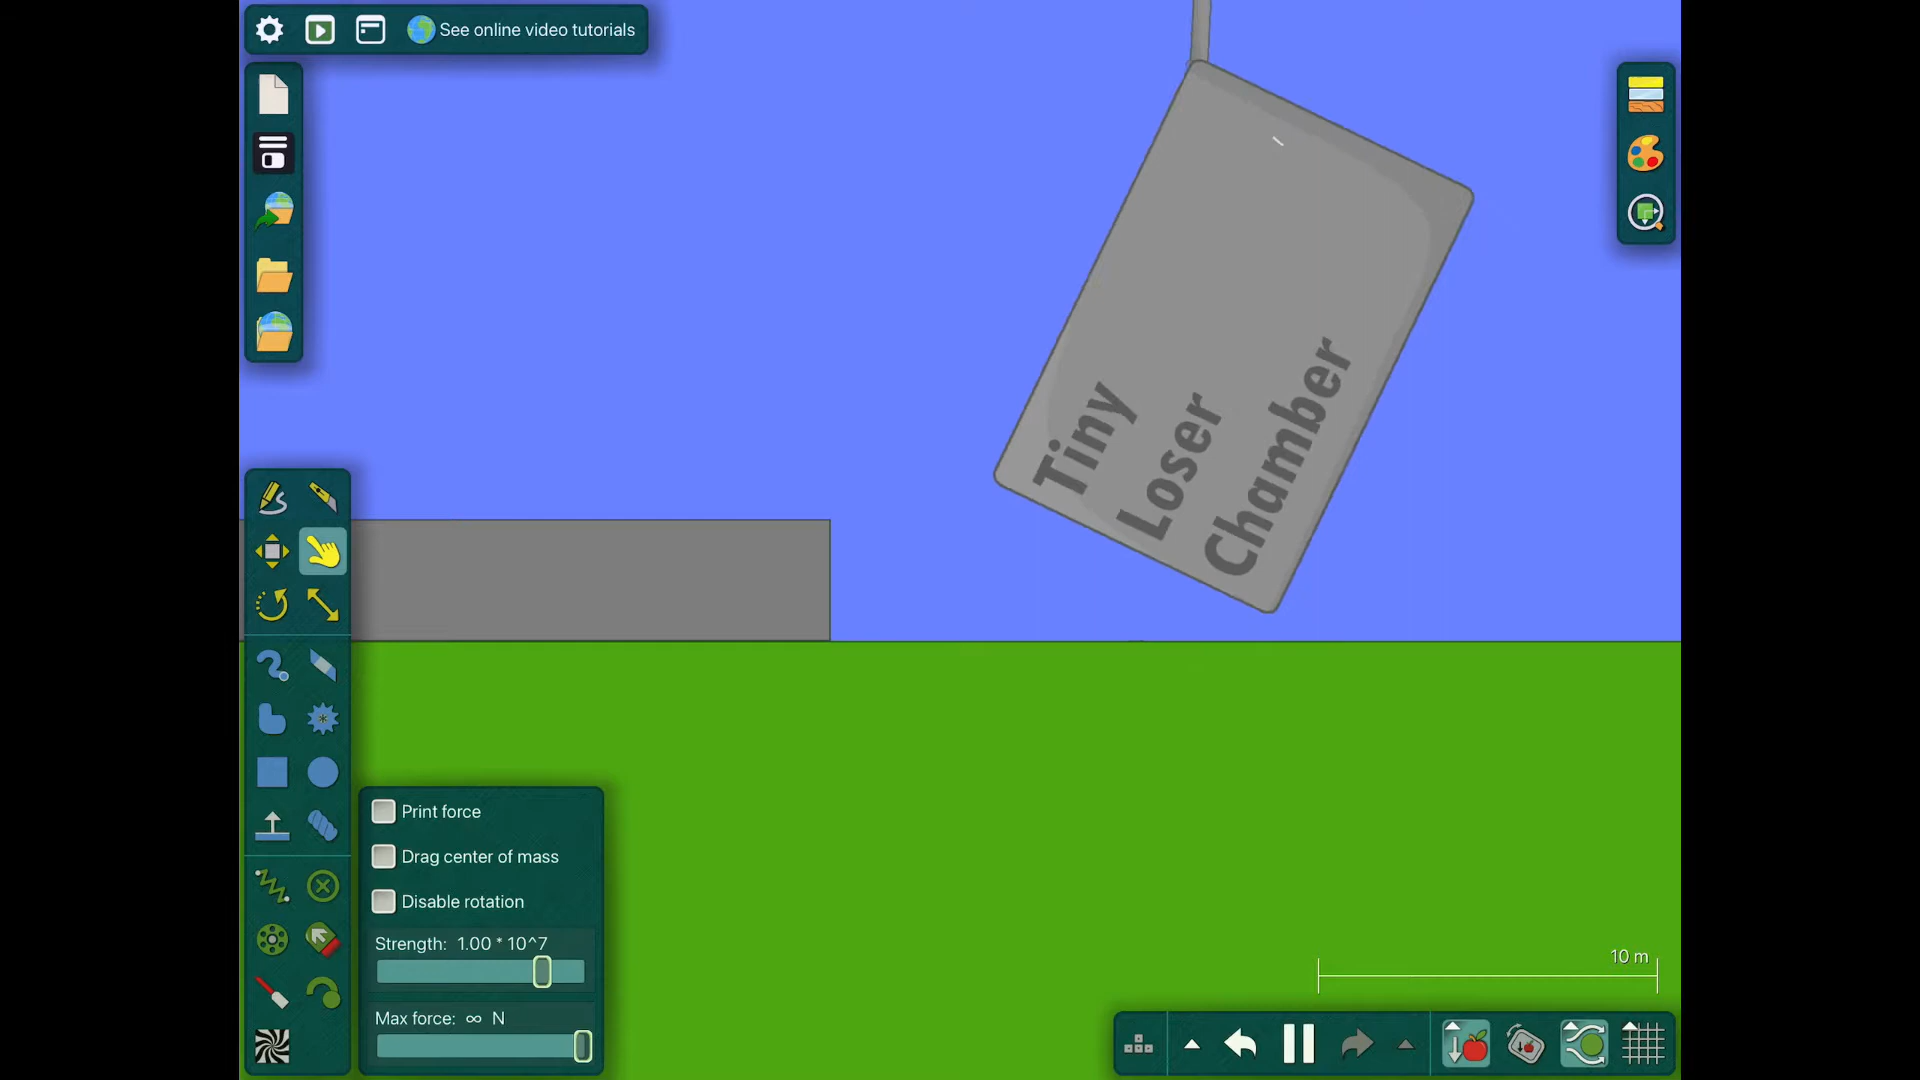 See online video tutorials
Tiny
Loser
Chamber
Print force
Drag center of mass
Disable rotation
Strength: 1.00 * 10^7
Max force: ∞ N
10 m